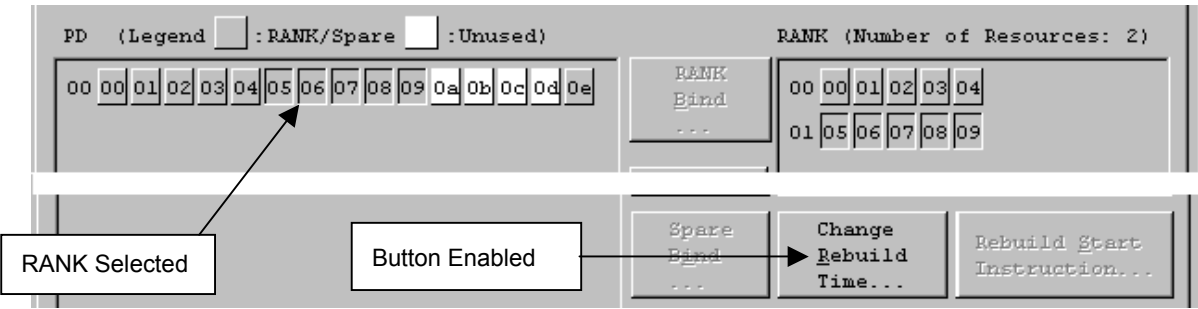 PD (Legend :RANK/Spare :Unused)
RANK (Number of Resources: 2)
00 00 01 02 03 04 05 06 07 08 09 0a 0b 0c 0d 0e
RANK
Bind
...
00 00 01 02 03 04
01 05 06 07 08 09
RANK Selected
Button Enabled
Spare
Bind
...
Change
Rebuild
Time...
Rebuild Start
Instruction...